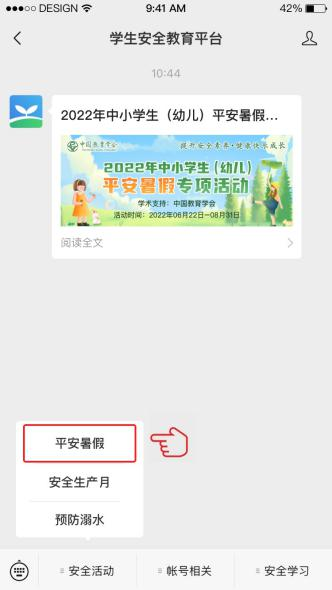 DESIGN 9:41 AM 42%
学生安全教育平台
10:44
2022年中小学生（幼儿）平安暑假...
中国教育学会 提升安全素养·健康快乐成长
2022年中小学生(幼儿)
平安暑假专项活动
学术支持：中国教育学会
活动时间：2022年06月22日—08月31日
阅读全文
平安暑假
安全生产月
预防溺水
安全活动 帐号相关 安全学习